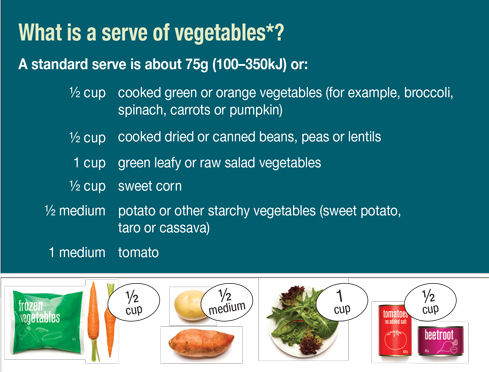 What is a serve of vegetables*?
A standard serve is about 75g (100–350kJ) or:
½ cup cooked green or orange vegetables (for example, broccoli,
spinach, carrots or pumpkin)
½ cup cooked dried or canned beans, peas or lentils
1 cup green leafy or raw salad vegetables
½ cup sweet corn
½ medium potato or other starchy vegetables (sweet potato,
taro or cassava)
1 medium tomato
frozen
vegetables
½
cup
½
medium
1
cup
tomatoes
no added salt
½
cup
beetroot